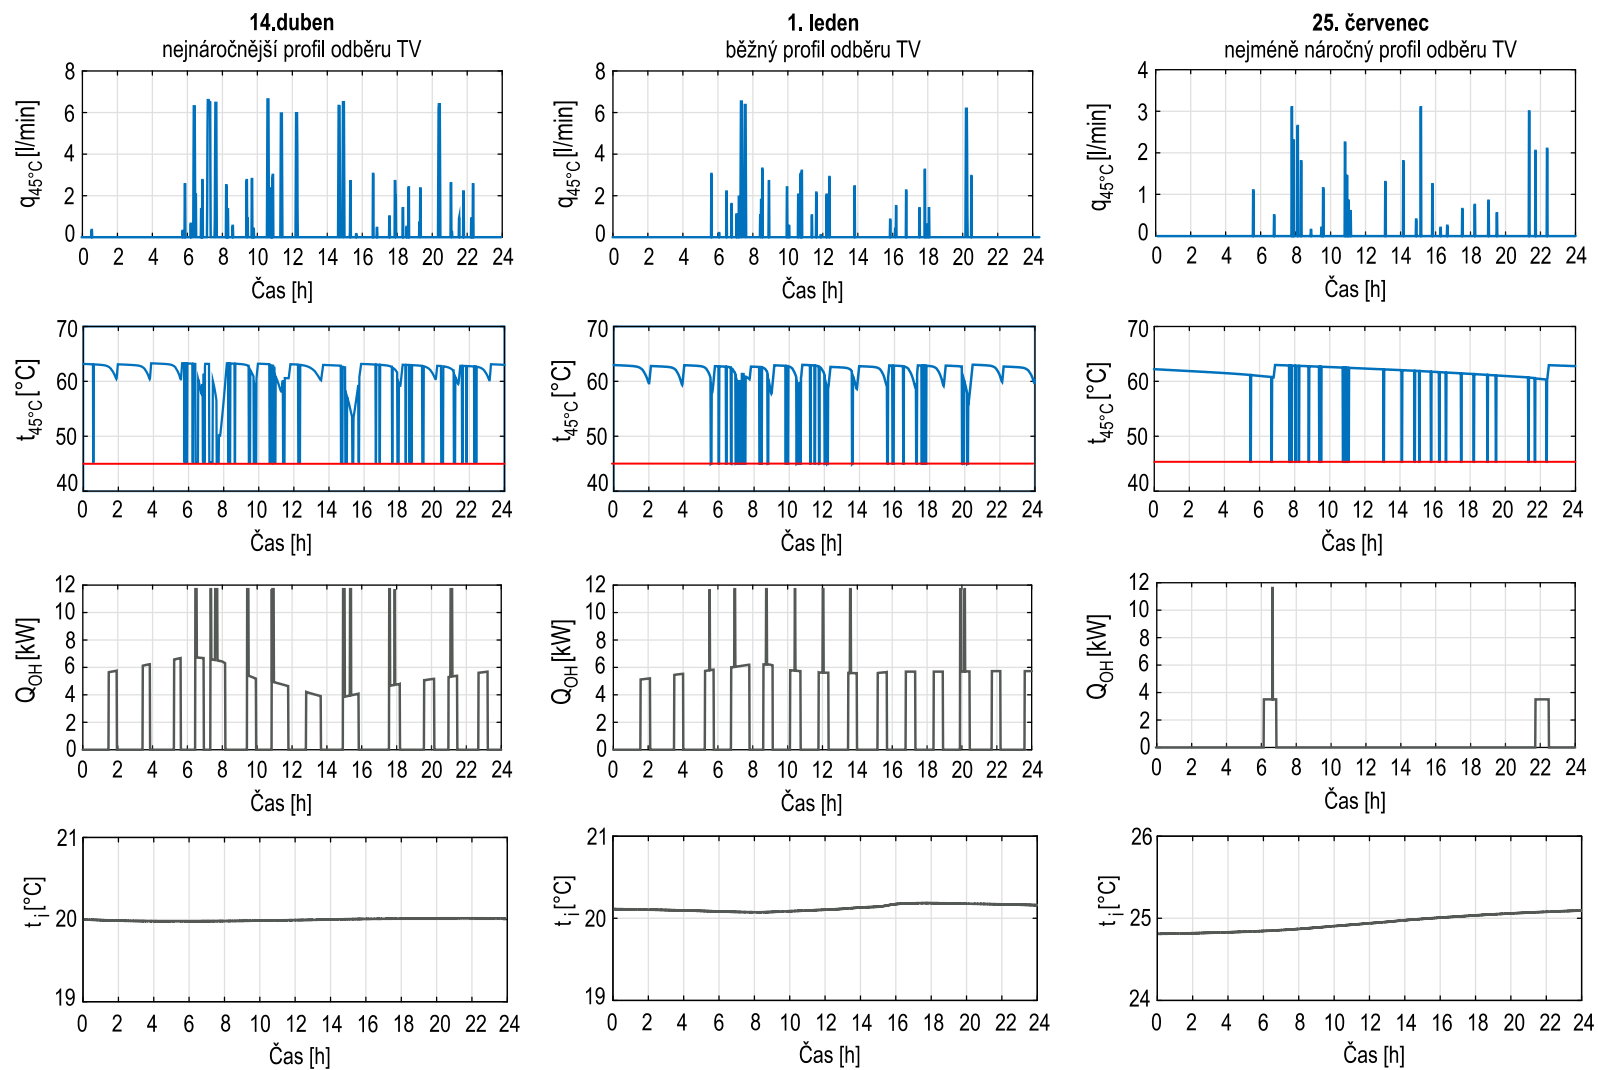 14.duben
nejnáročnější profil odběru TV
1. leden
běžný profil odběru TV
25. červenec
nejméně náročný profil odběru TV
8
6
4
2
0
q45°C [l/min]
0 2 4 6 8 10 12 14 16 18 20 22 24
Čas [h]
8
6
4
2
0
q45°C [l/min]
0 2 4 6 8 10 12 14 16 18 20 22 24
Čas [h]
4
3
2
1
0
q45°C [l/min]
0 2 4 6 8 10 12 14 16 18 20 22 24
Čas [h]
70
60
50
40
t45°C [°C]
0 2 4 6 8 10 12 14 16 18 20 22 24
Čas [h]
70
60
50
40
t45°C [°C]
0 2 4 6 8 10 12 14 16 18 20 22 24
Čas [h]
70
60
50
40
t45°C [°C]
0 2 4 6 8 10 12 14 16 18 20 22 24
Čas [h]
12
10
8
6
4
2
0
QOH [kW]
0 2 4 6 8 10 12 14 16 18 20 22 24
Čas [h]
12
10
8
6
4
2
0
QOH [kW]
0 2 4 6 8 10 12 14 16 18 20 22 24
Čas [h]
12
10
8
6
4
2
0
QOH [kW]
0 2 4 6 8 10 12 14 16 18 20 22 24
Čas [h]
21
20
19
ti [°C]
0 2 4 6 8 10 12 14 16 18 20 22 24
Čas [h]
21
20
19
ti [°C]
0 2 4 6 8 10 12 14 16 18 20 22 24
Čas [h]
26
25
24
ti [°C]
0 2 4 6 8 10 12 14 16 18 20 22 24
Čas [h]